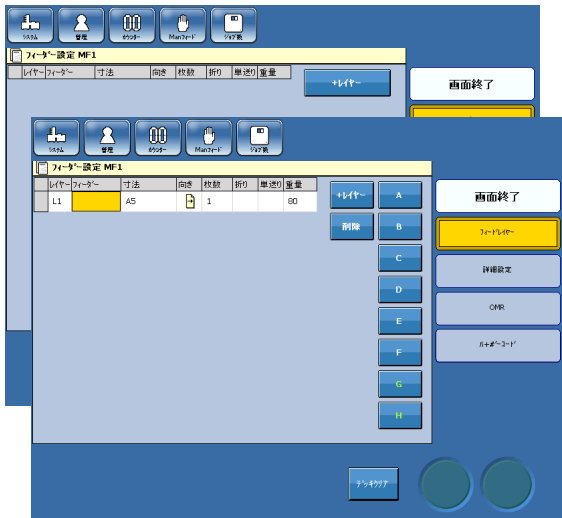 システム
管理
カウンター
Manフィード
ジョブ数
フィーダー設定 MF1
レイヤー フィーダー 寸法 向き 枚数 折り 単送り 重量
+レイヤー
画面終了
システム
管理
カウンター
Manフィード
ジョブ数
フィーダー設定 MF1
レイヤー フィーダー 寸法 向き 枚数 折り 単送り 重量
L1 A5 1 80
+レイヤー
削除
A
B
C
D
E
F
G
H
画面終了
フィードレイヤー
詳細設定
OMR
バーコード
デッキクリア